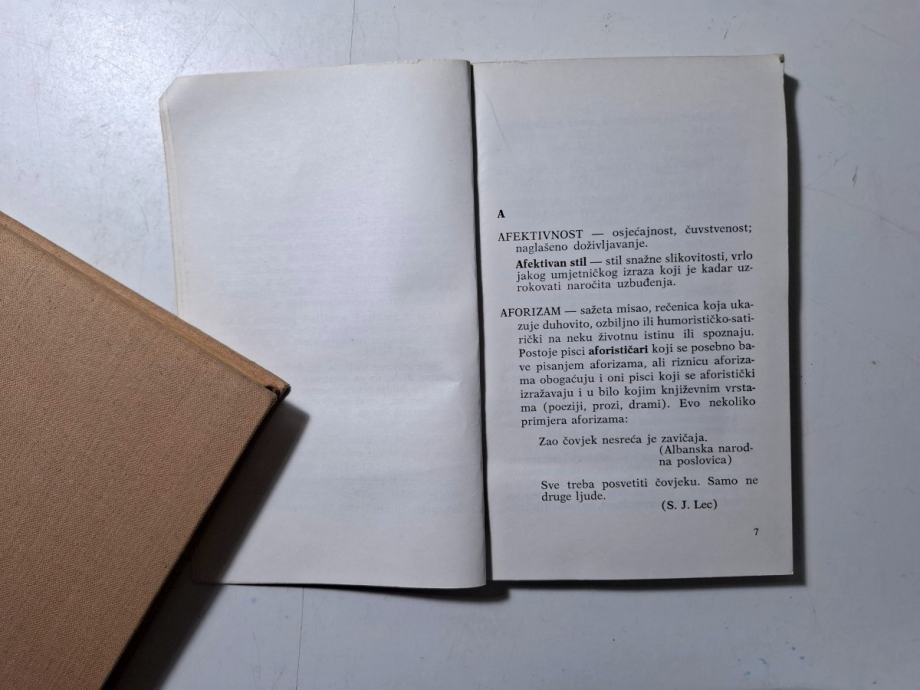 A
AFEKTIVNOST — osjećajnost, čuvstvenost;
naglašeno doživljavanje.
Afektivan stil — stil snažne slikovitosti, vrlo
jakog umjetničkog izraza koji je kadar uz-
rokovati naročita uzbuđenja.
AFORIZAM — sažeta misao, rečenica koja uka-
zuje duhovito, ozbiljno ili humorističko-sati-
rički na neku životnu istinu ili spoznaju.
Postoje pisci aforističari koji se posebno ba-
ve pisanjem aforizama, ali riznicu aforiza-
ma obogaćuju i oni pisci koji se aforistički
izražavaju i u bilo kojim književnim vrsta-
ma (poeziji, prozi, drami). Evo nekoliko
primjera aforizama:
Zao čovjek nesreća je zavičaja.
(Albanska narod-
na poslovica)
Sve treba posvetiti čovjeku. Samo ne
druge ljude.
(S. J. Lec)
7